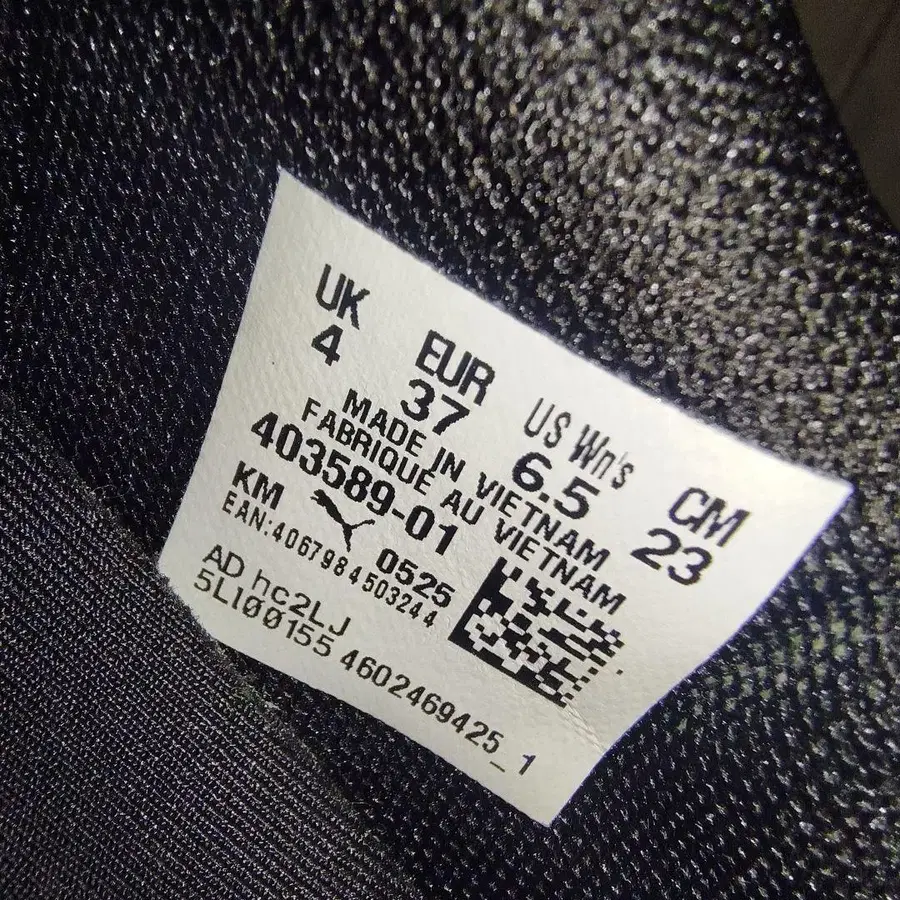 UK EUR US Wn's CM
4 37 6.5 23
MADE IN VIETNAM
FABRIQUE AU VIETNAM
403589-01
KM 0525
EAN:4067984503244
AD hc2LJ
5LI00155 4602469425_1